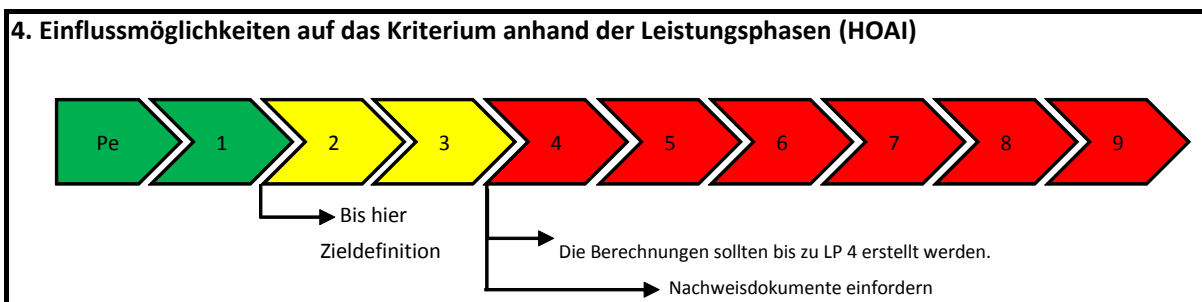 4. Einflussmöglichkeiten auf das Kriterium anhand der Leistungsphasen (HOAI)
Pe 1 2 3 4 5 6 7 8 9
Bis hier
Zieldefinition
Die Berechnungen sollten bis zu LP 4 erstellt werden.
Nachweisdokumente einfordern